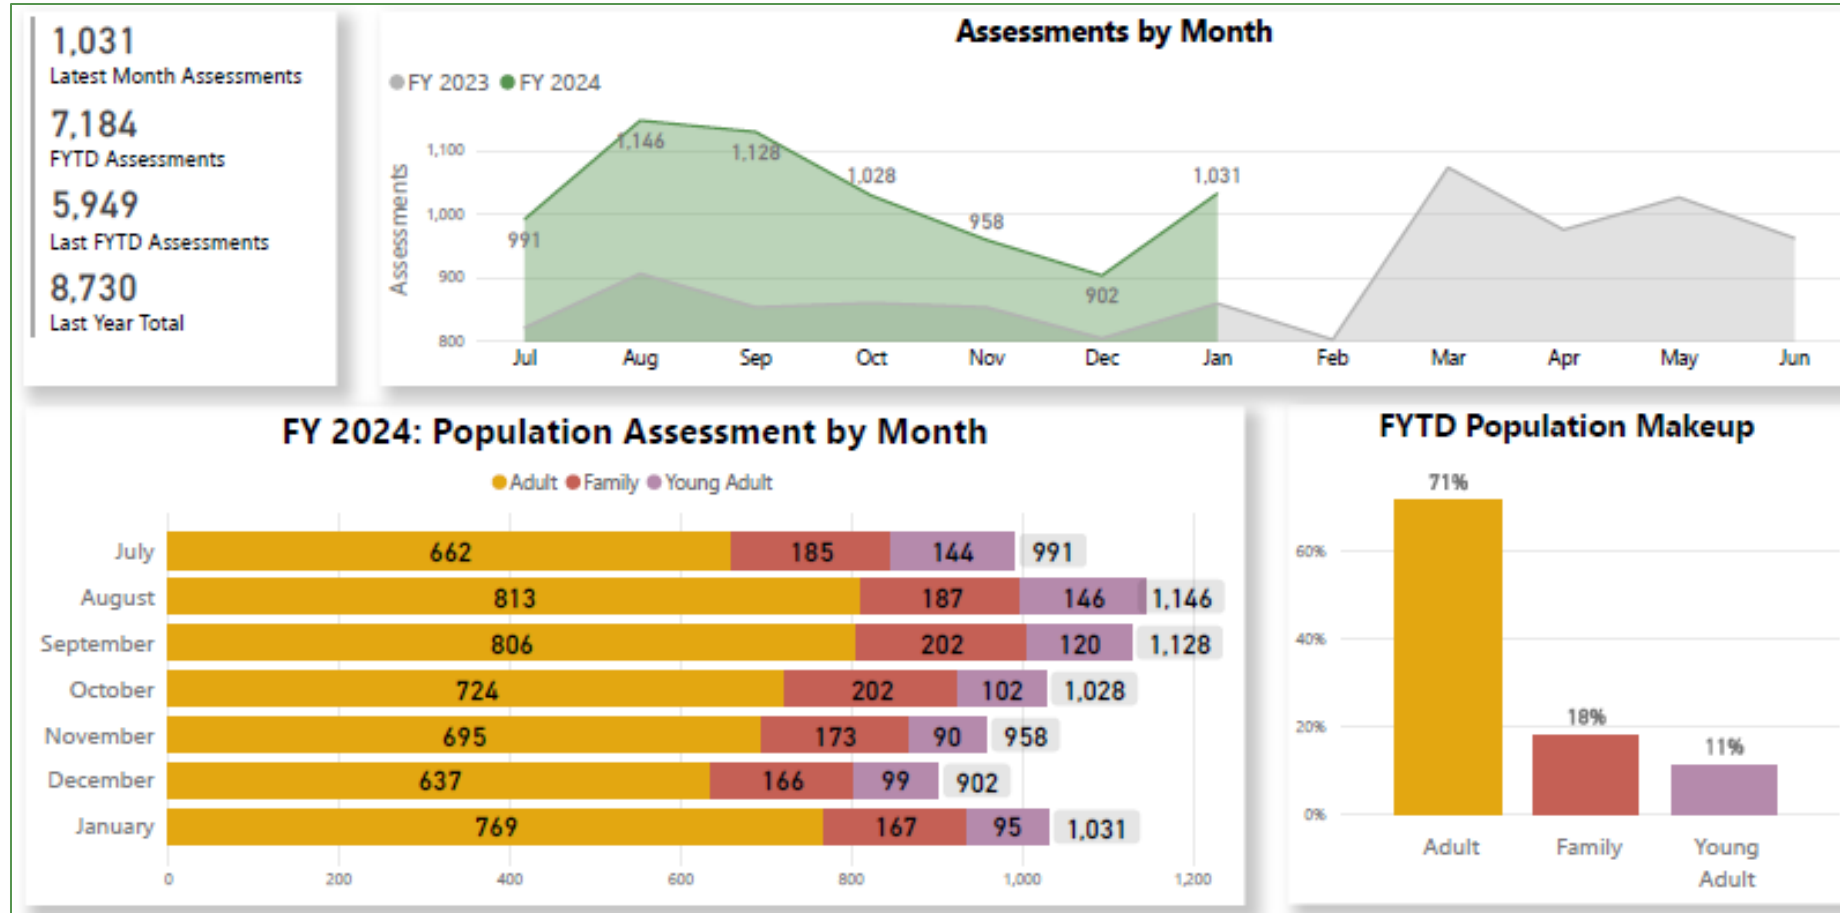 1,031
Latest Month Assessments
7,184
FYTD Assessments
5,949
Last FYTD Assessments
8,730
Last Year Total
Assessments by Month
FY 2023 FY 2024
Assessments
1,100
1,000
900
800
991
1,146
1,128
1,028
958
902
1,031
Jul Aug Sep Oct Nov Dec Jan Feb Mar Apr May Jun
FY 2024: Population Assessment by Month
Adult Family Young Adult
July 662 185 144 991
August 813 187 146 1,146
September 806 202 120 1,128
October 724 202 102 1,028
November 695 173 90 958
December 637 166 99 902
January 769 167 95 1,031
0 200 400 600 800 1,000 1,200
FYTD Population Makeup
71%
60%
40%
20%
18%
11%
0%
Adult Family Young
Adult